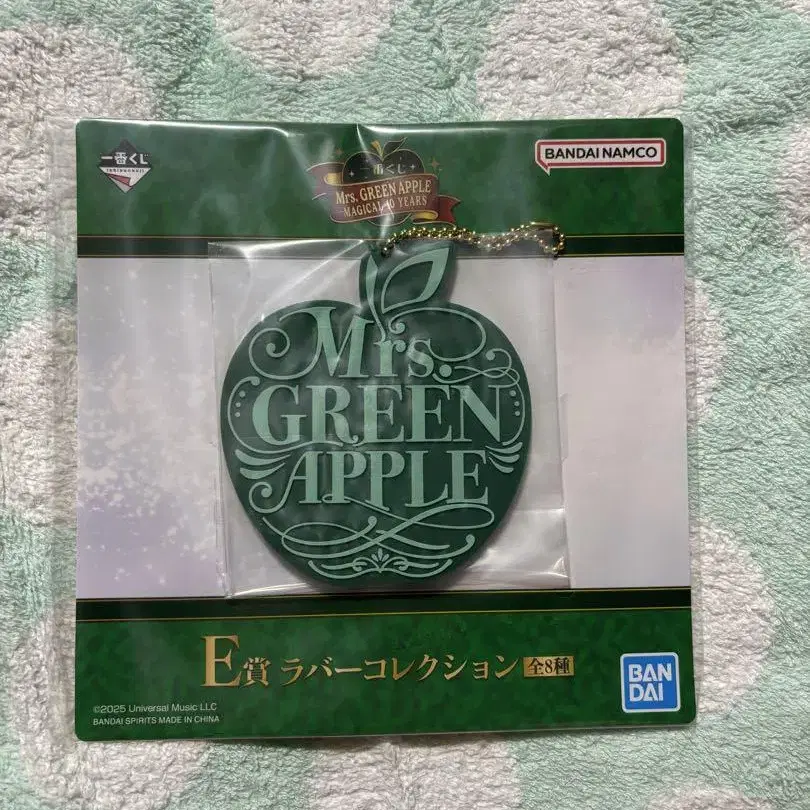 一番くじ
ICHIBANKUJI
一番くじ
Mrs. GREEN APPLE
MAGICAL 10 YEARS
BANDAI NAMCO
Mrs.
GREEN
APPLE
E賞 ラバーコレクション 全8種
©2025 Universal Music LLC
BANDAI SPIRITS MADE IN CHINA
BAN
DAI